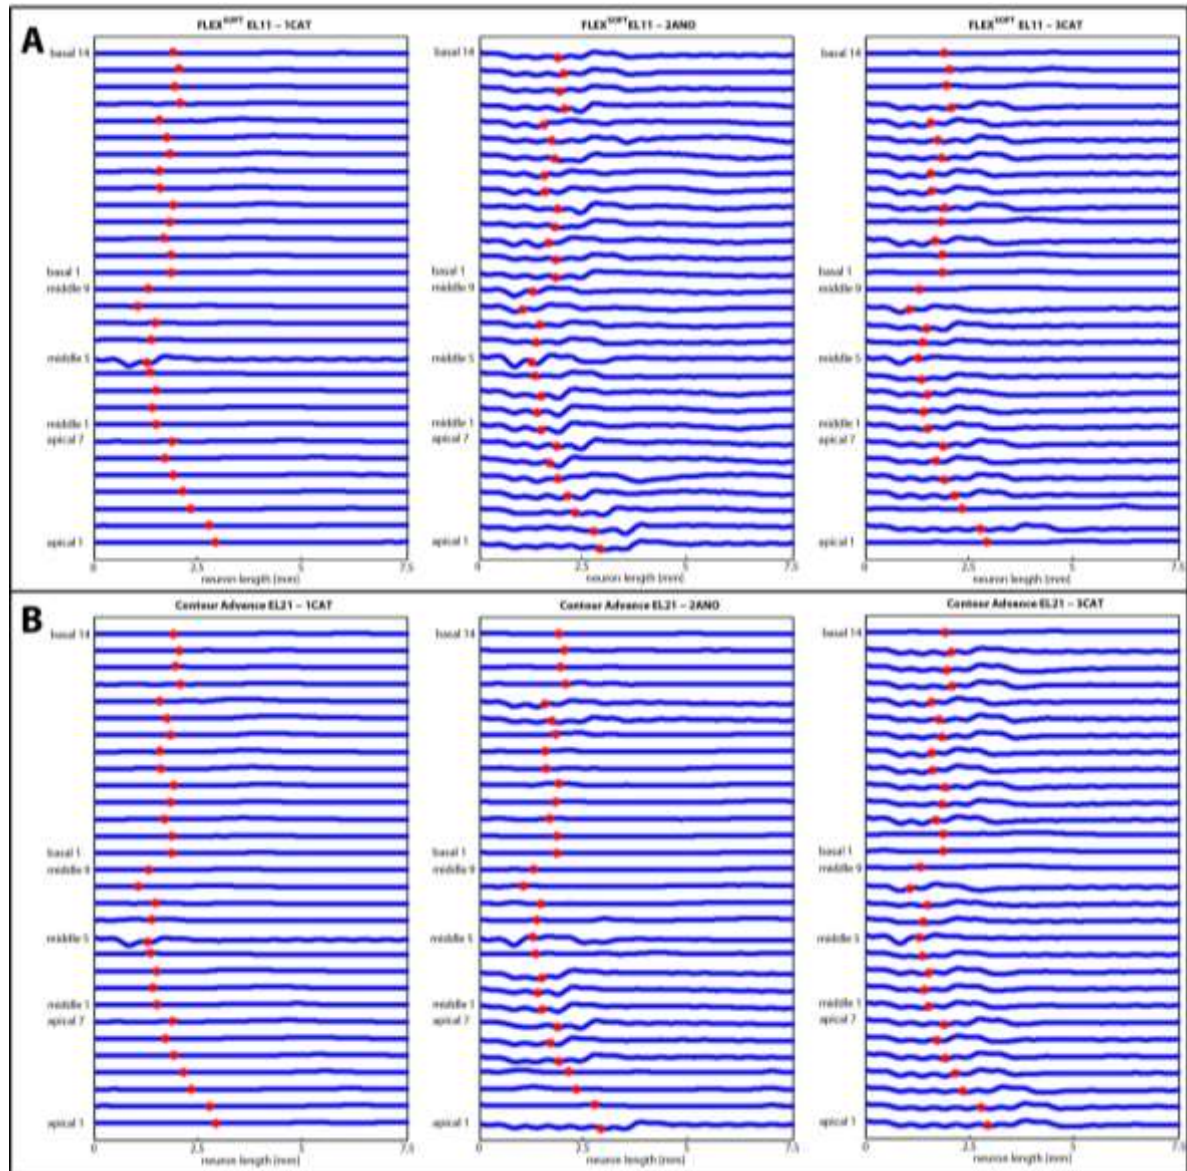 A
FLEXSOFT EL11 – 1CAT
basal 14
basal 1
middle 9
middle 5
middle 1
apical 7
apical 1
0 2.5 5 7.5
neuron length (mm)
FLEXSOFT EL11 – 2ANO
basal 14
basal 1
middle 9
middle 5
middle 1
apical 7
apical 1
0 2.5 5 7.5
neuron length (mm)
FLEXSOFT EL11 – 3CAT
basal 14
basal 1
middle 9
middle 5
middle 1
apical 7
apical 1
0 2.5 5 7.5
neuron length (mm)
B
Contour Advance EL21 – 1CAT
basal 14
basal 1
middle 9
middle 5
middle 1
apical 7
apical 1
0 2.5 5 7.5
neuron length (mm)
Contour Advance EL21 – 2ANO
basal 14
basal 1
middle 9
middle 5
middle 1
apical 7
apical 1
0 2.5 5 7.5
neuron length (mm)
Contour Advance EL21 – 3CAT
basal 14
basal 1
middle 9
middle 5
middle 1
apical 7
apical 1
0 2.5 5 7.5
neuron length (mm)